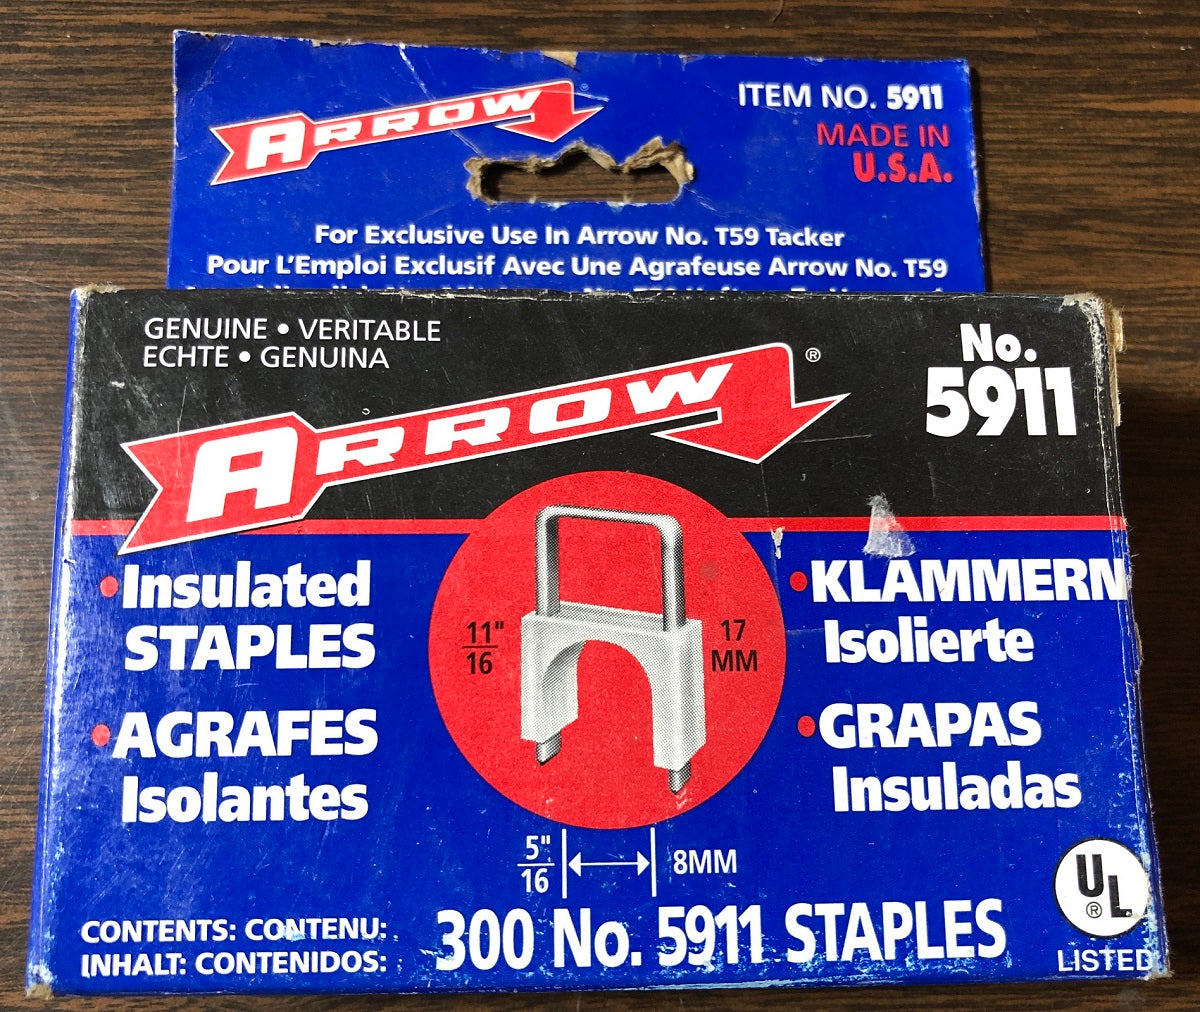 ARROW
ITEM NO. 5911
MADE IN
U.S.A.
For Exclusive Use In Arrow No. T59 Tacker
Pour L'Emploi Exclusif Avec Une Agrafeuse Arrow No. T59
GENUINE • VERITABLE
ECHTE • GENUINA
ARROW®
No.
5911
•Insulated
STAPLES
•AGRAFES
Isolantes
11"
16
17
MM
•KLAMMERN
Isolierte
•GRAPAS
Insuladas
5"
16
8MM
CONTENTS: CONTENU:
INHALT: CONTENIDOS:
300 No. 5911 STAPLES
UL®
LISTED